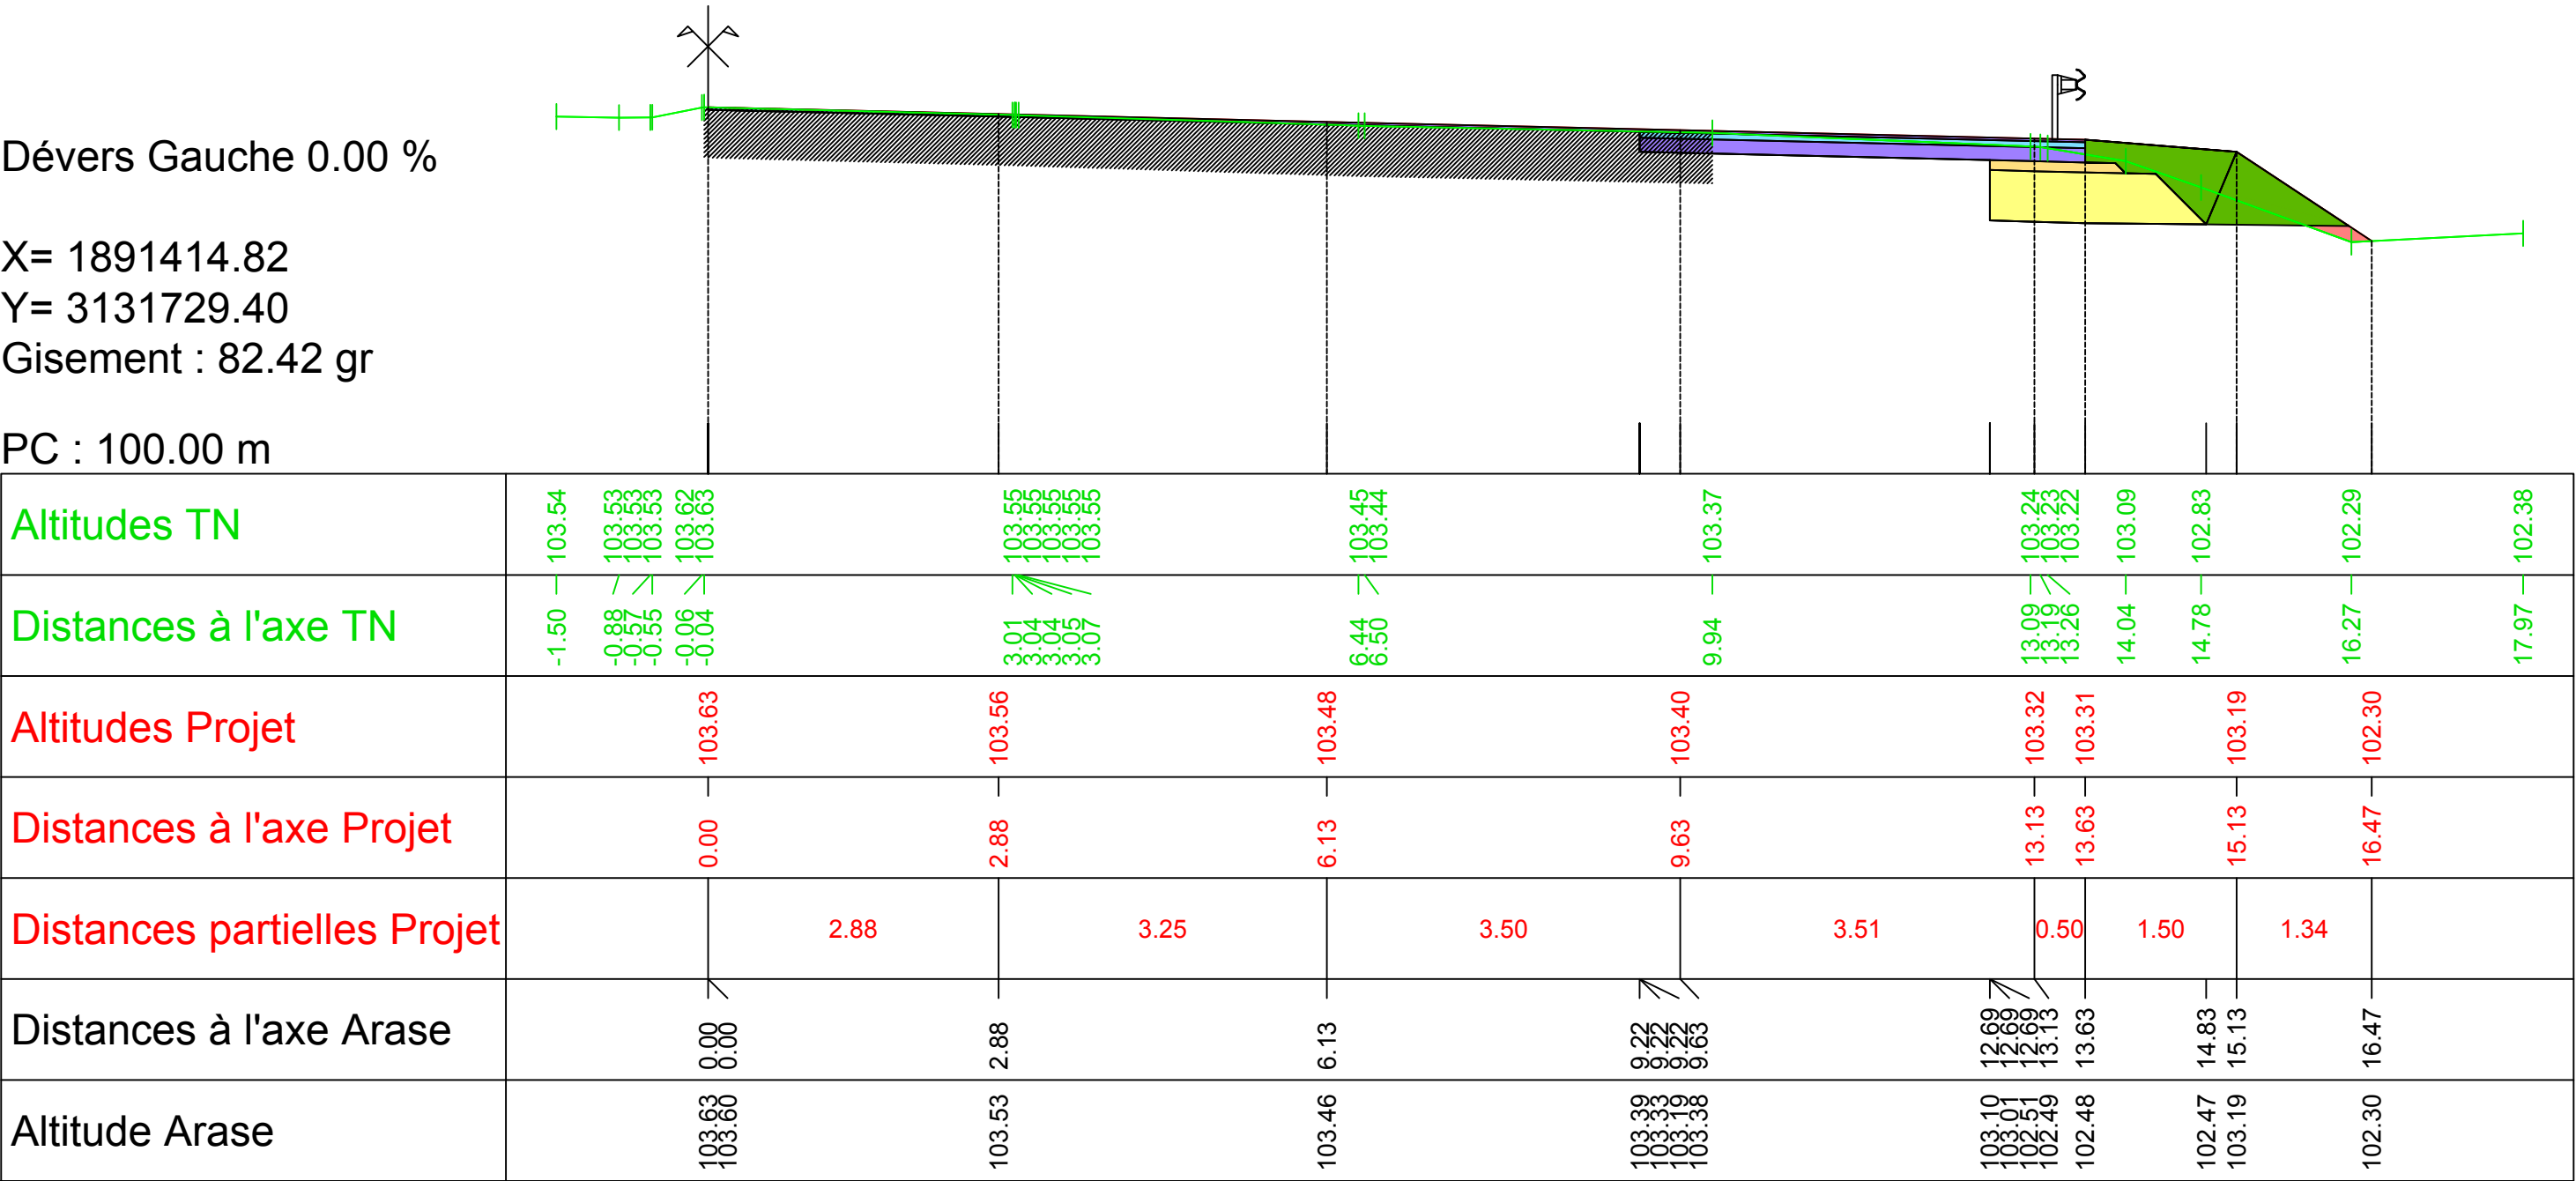 Dévers Gauche 0.00 %
X= 1891414.82
Y= 3131729.40
Gisement : 82.42 gr
PC : 100.00 m
Altitudes TN 103.54 103.53 103.53 103.53 103.62 103.63 103.55 103.55 103.55 103.55 103.55 103.45 103.44 103.37 103.24 103.23 103.22 103.09 102.83 102.29 102.38
Distances à l'axe TN -1.50 -0.88 -0.57 -0.55 -0.06 -0.04 3.01 3.04 3.04 3.05 3.07 6.44 6.50 9.94 13.09 13.19 13.26 14.04 14.78 16.27 17.97
Altitudes Projet 103.63 103.56 103.48 103.40 103.32 103.31 103.19 102.30
Distances à l'axe Projet 0.00 2.88 6.13 9.63 13.13 13.63 15.13 16.47
Distances partielles Projet 2.88 3.25 3.50 3.51 0.50 1.50 1.34
Distances à l'axe Arase 0.00 0.00 2.88 6.13 9.22 9.22 9.22 9.63 12.69 12.69 12.69 13.13 13.63 14.83 15.13 16.47
Altitude Arase 103.63 103.60 103.53 103.46 103.39 103.33 103.19 103.38 103.10 103.01 102.51 102.49 102.48 102.47 103.19 102.30